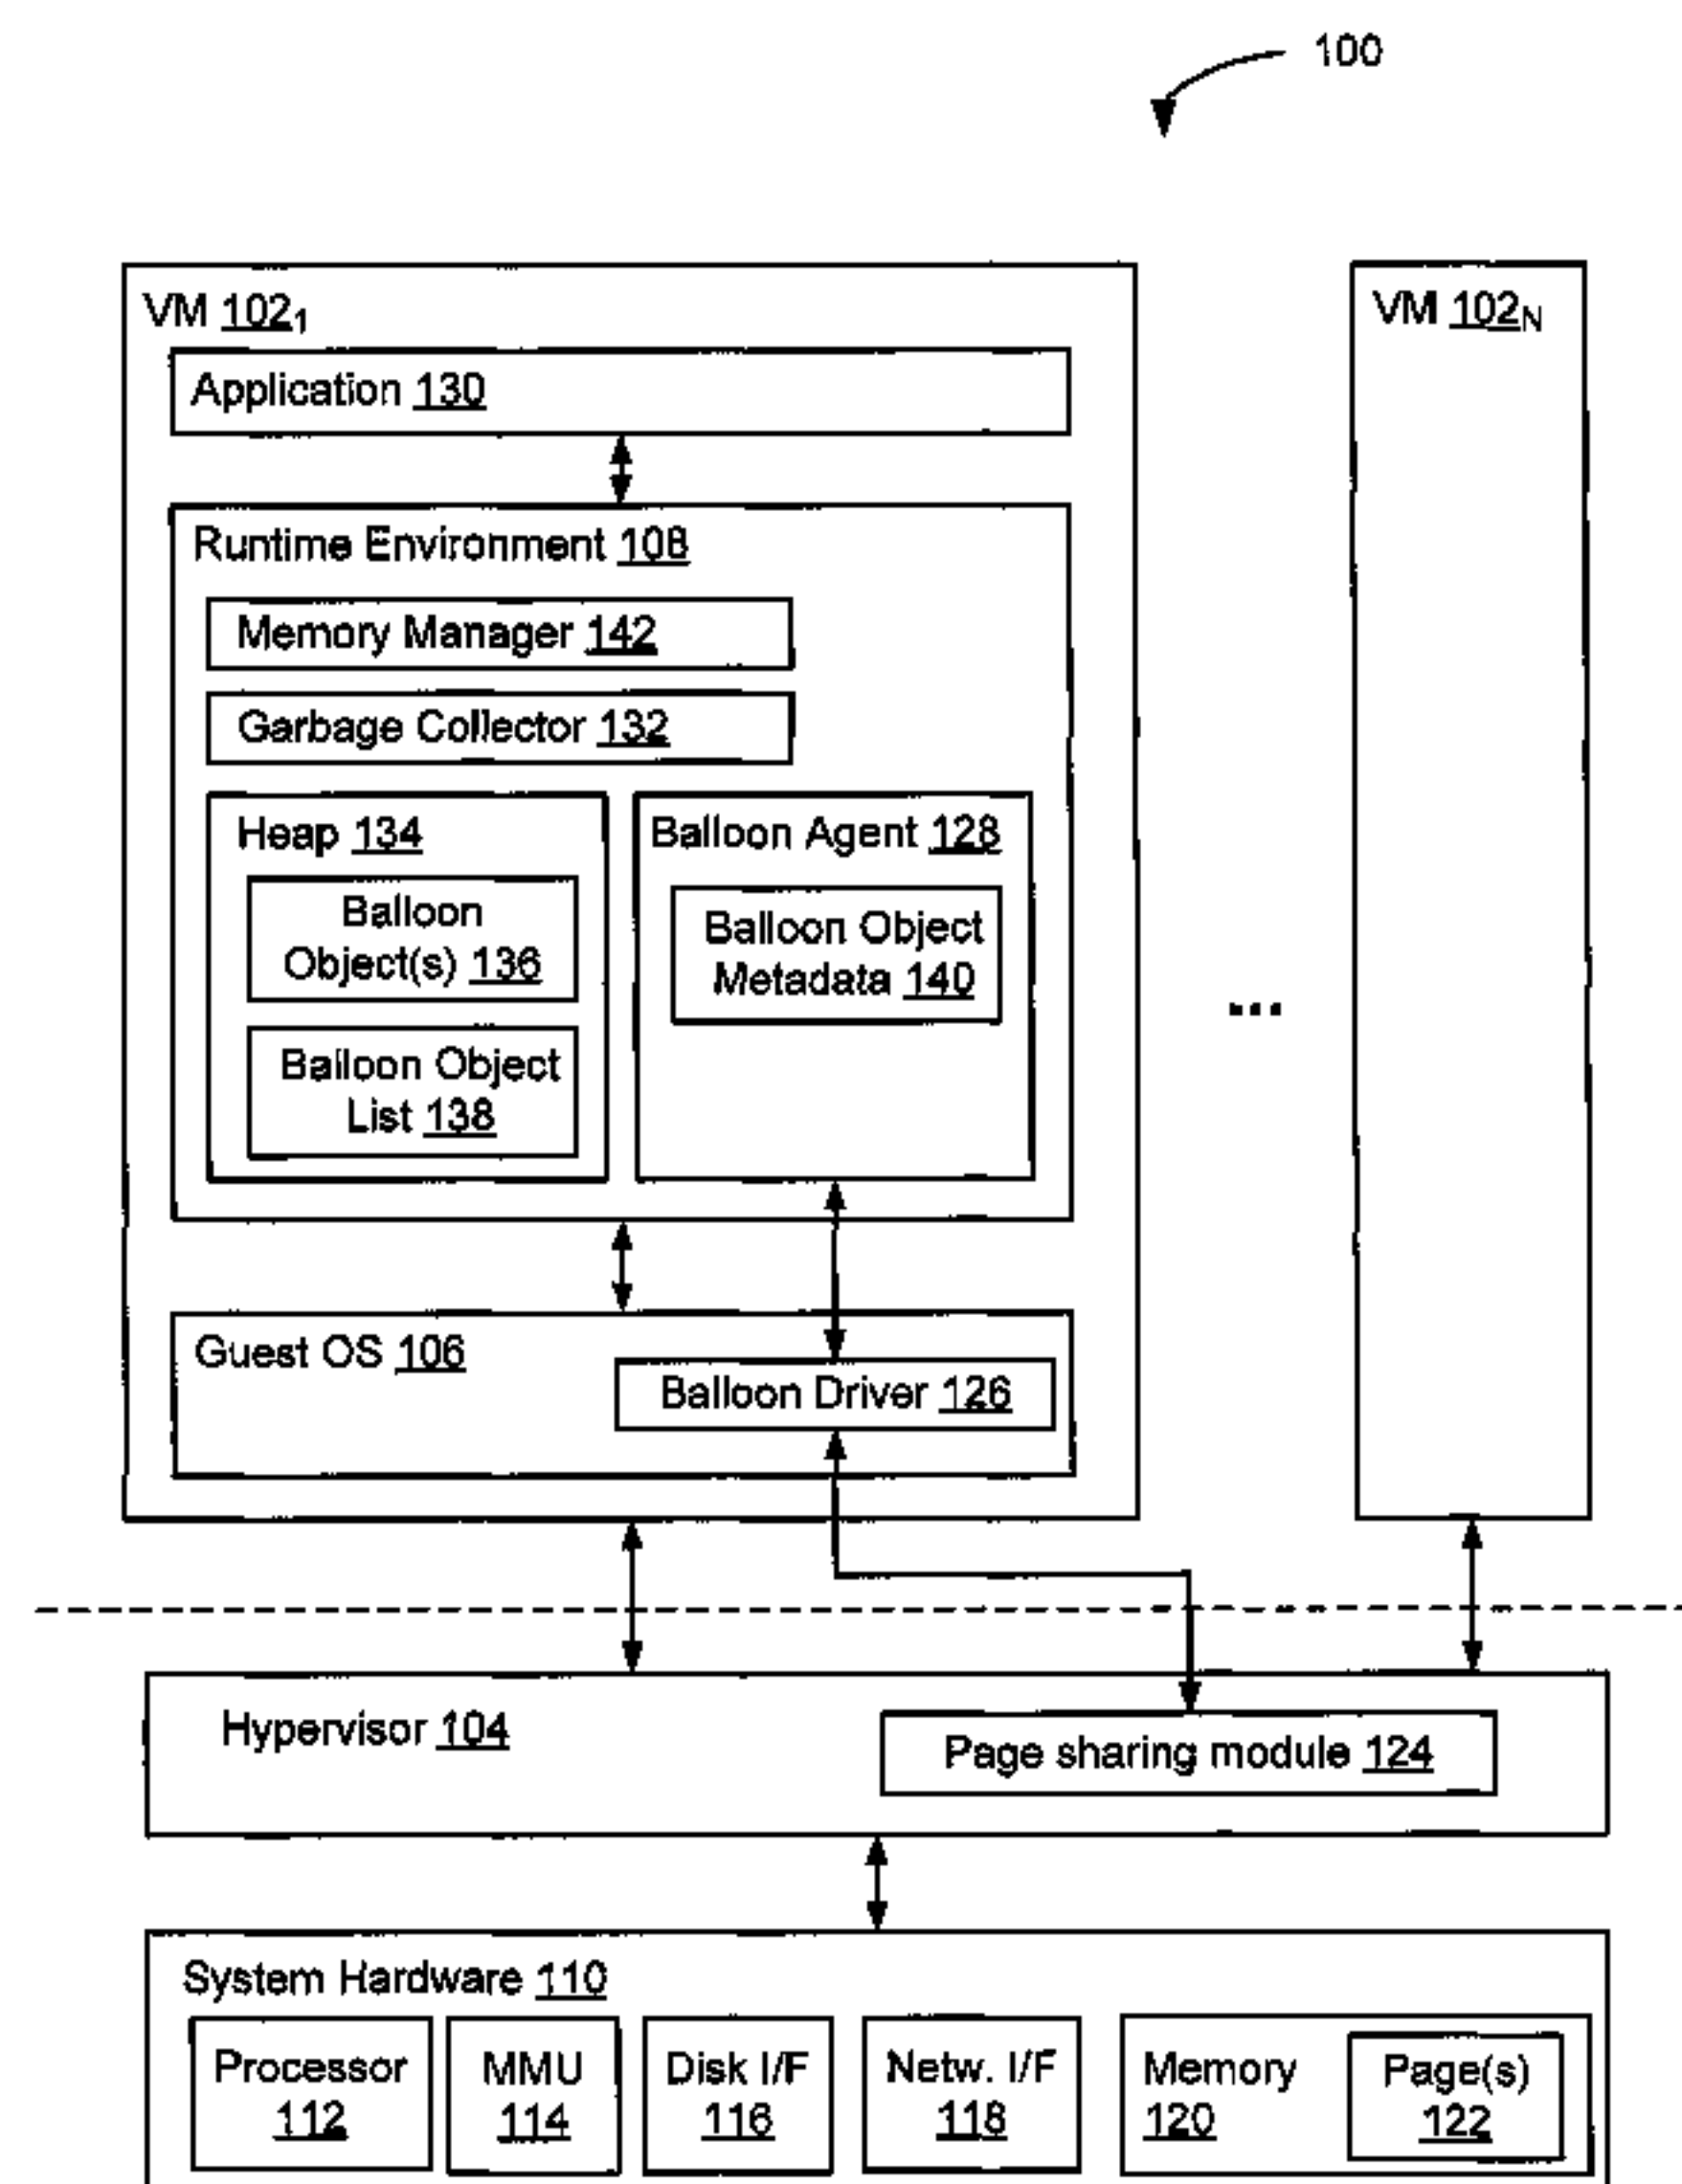 100
VM 102₁
VM 102N
Application 130
Runtime Environment 108
Memory Manager 142
Garbage Collector 132
Heap 134
Balloon Agent 128
Balloon
Object(s) 136
Balloon Object
Metadata 140
...
Balloon Object
List 138
Guest OS 106
Balloon Driver 126
Hypervisor 104
Page sharing module 124
System Hardware 110
Processor
112
MMU
114
Disk I/F
116
Netw. I/F
118
Memory
120
Page(s)
122